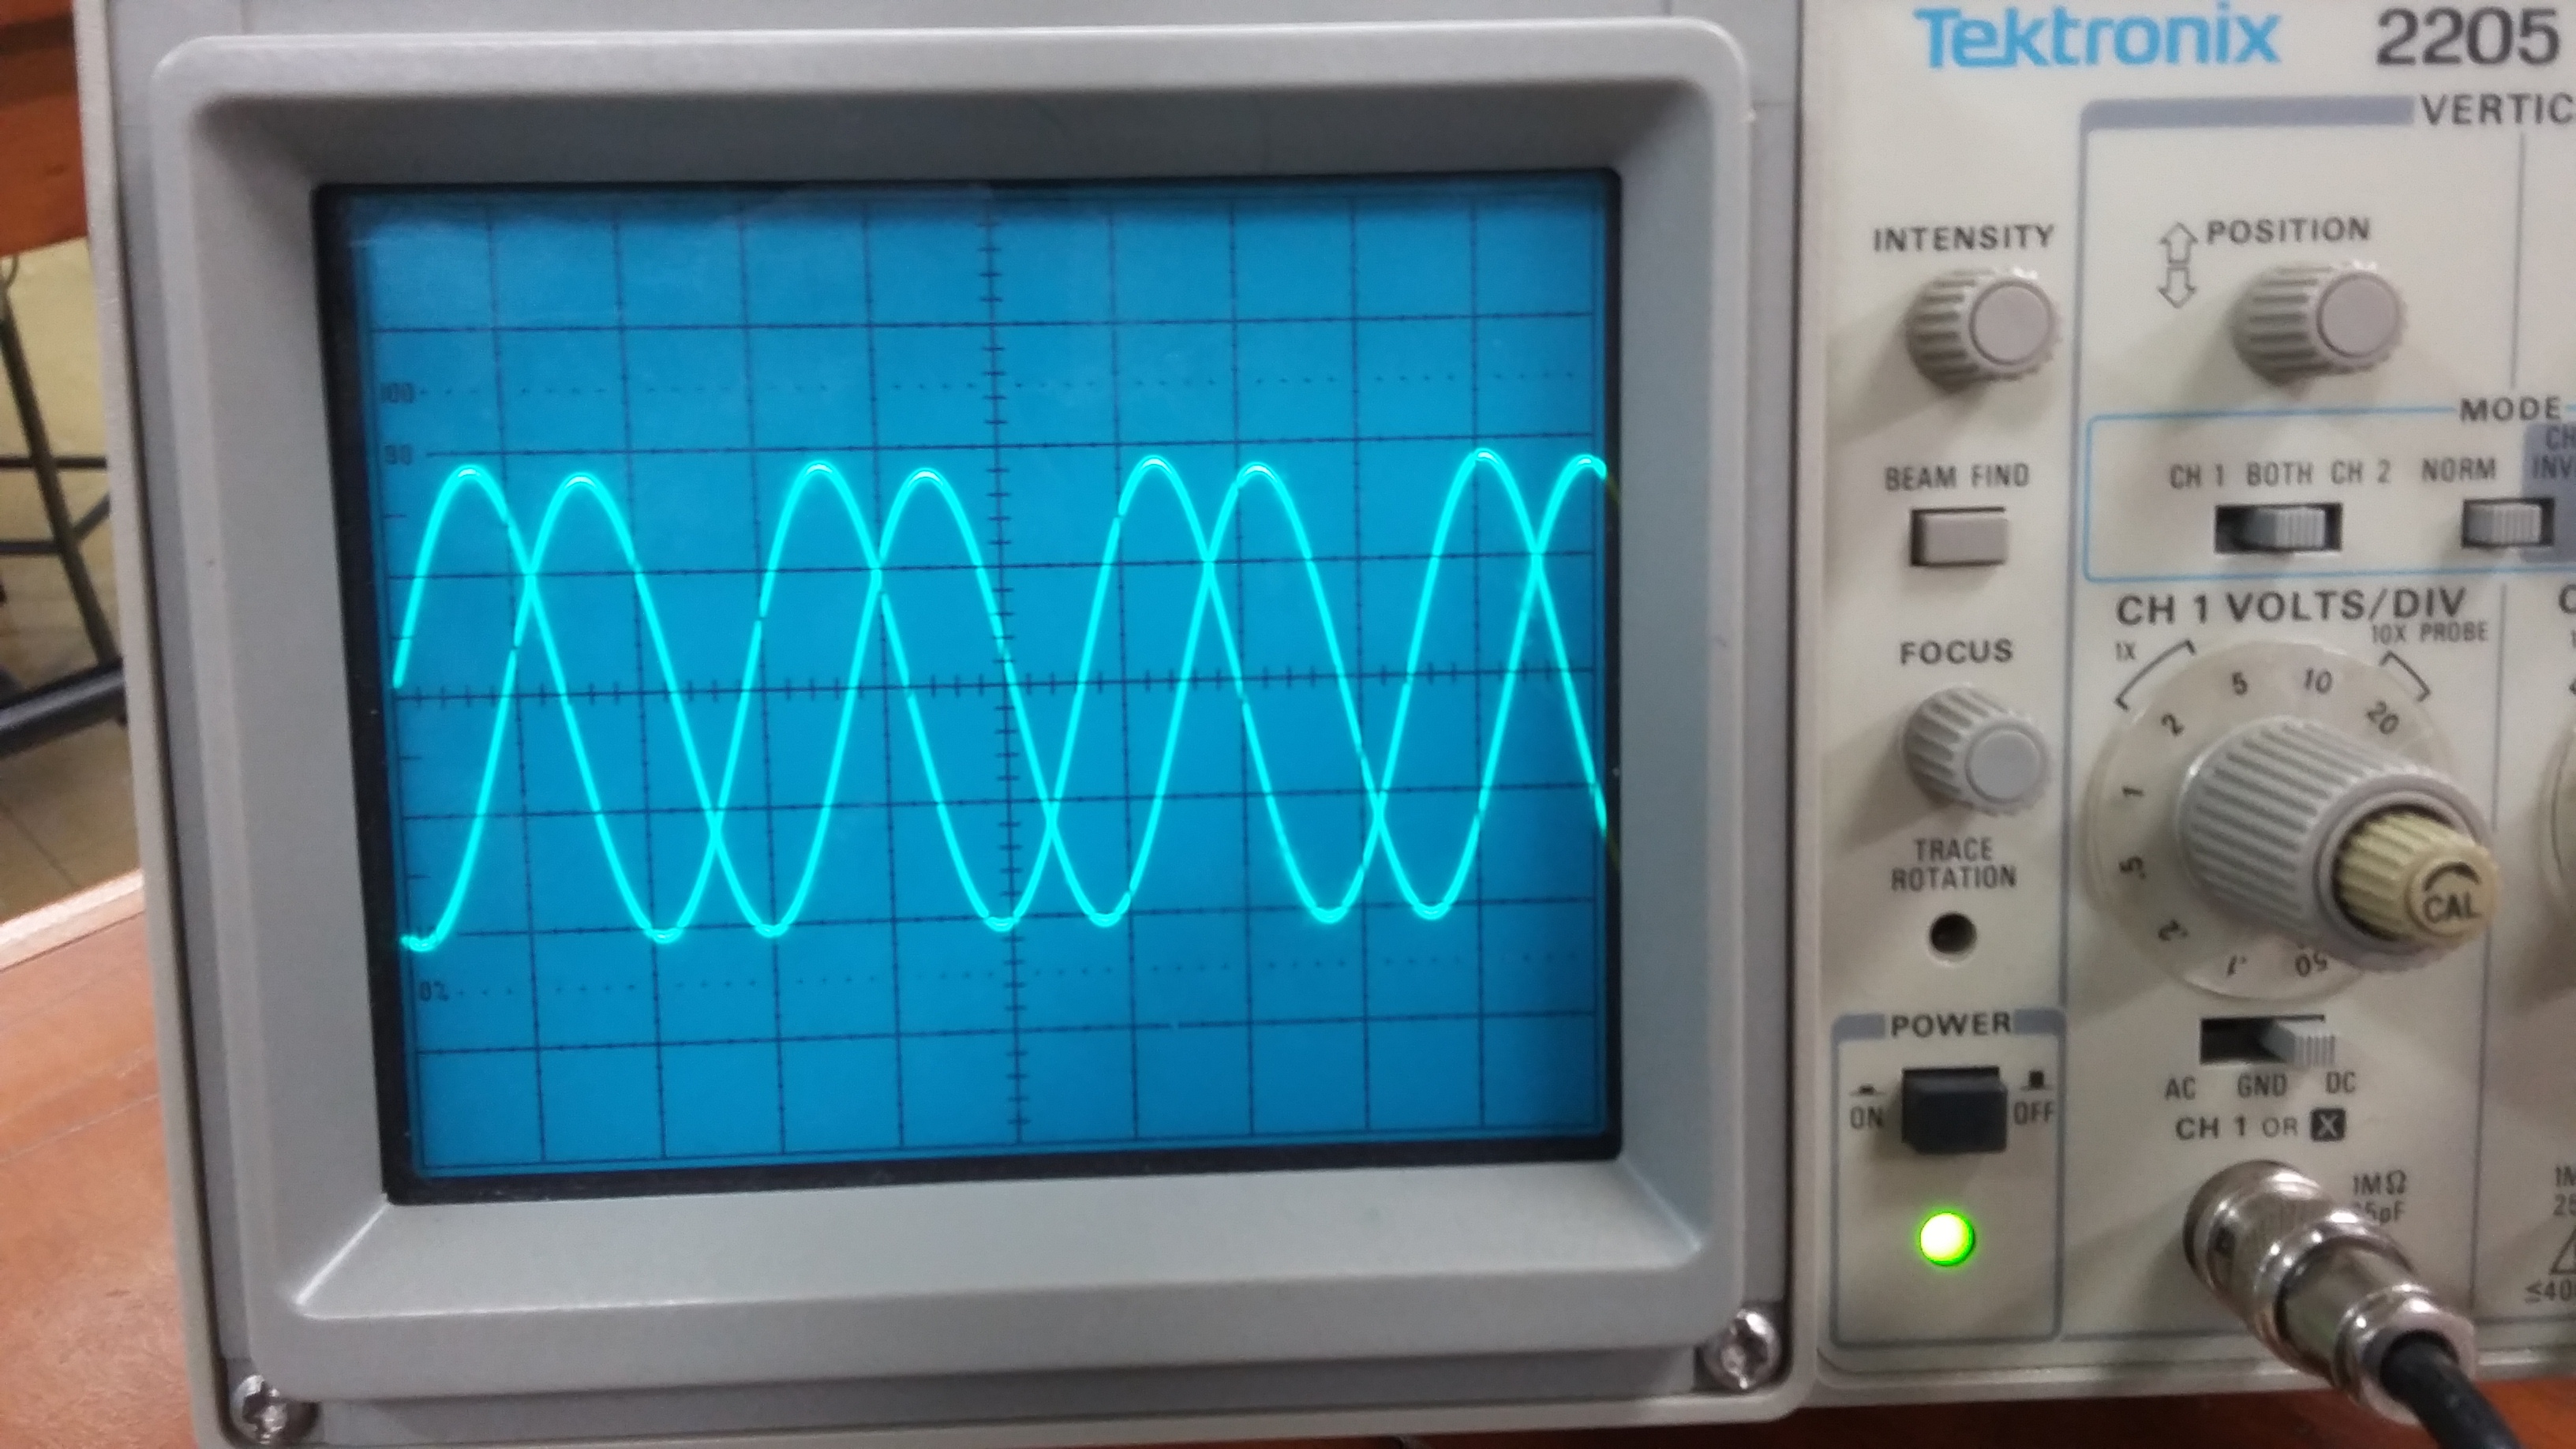 Tektronix 2205
VERTIC
INTENSITY
POSITION
MODE
CH
INV
CH 1 BOTH CH 2 NORM
BEAM FIND
CH 1 VOLTS/DIV
10X PROBE
1X
5 10 20
2
1
.5
.2
.1
50
CAL
FOCUS
TRACE
ROTATION
POWER
ON
OFF
AC GND DC
CH 1 OR X
1MΩ
100
90
0%